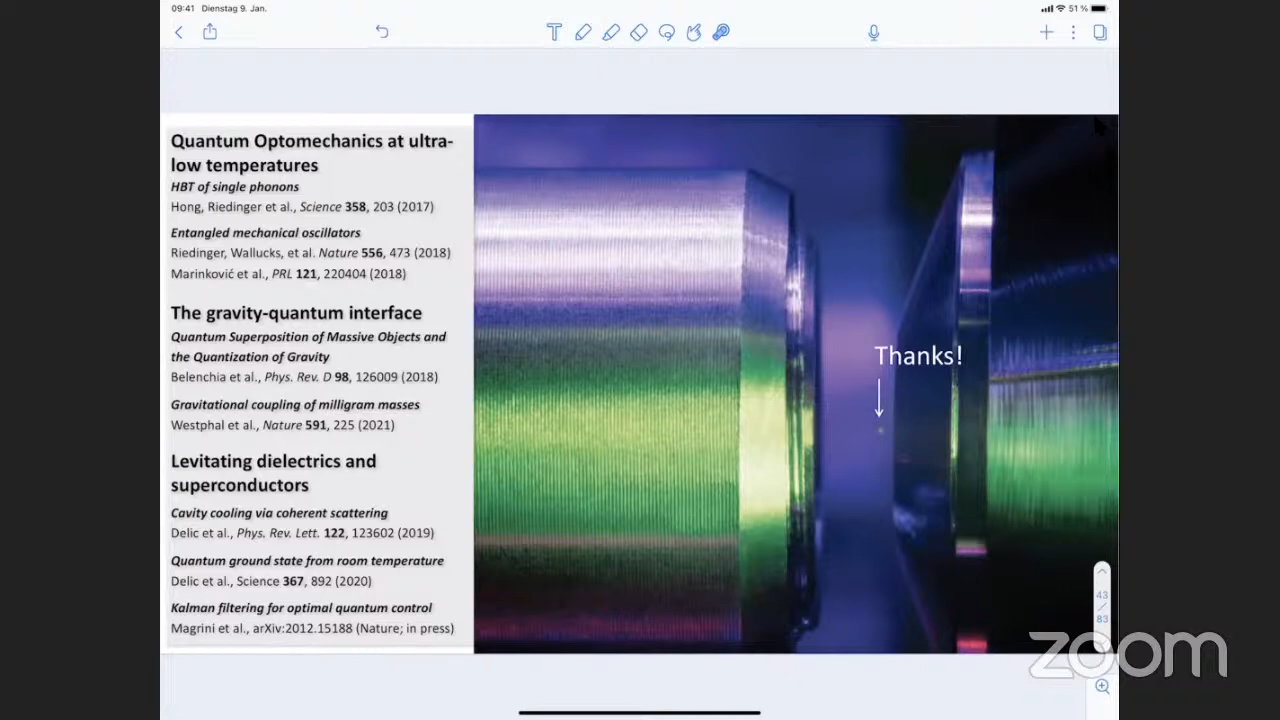 09:41 Dienstag 9. Jan.
51 %
Quantum Optomechanics at ultra-
low temperatures
HBT of single phonons
Hong, Riedinger et al., Science 358, 203 (2017)
Entangled mechanical oscillators
Riedinger, Wallucks, et al. Nature 556, 473 (2018)
Marinković et al., PRL 121, 220404 (2018)
The gravity-quantum interface
Quantum Superposition of Massive Objects and
the Quantization of Gravity
Belenchia et al., Phys. Rev. D 98, 126009 (2018)
Gravitational coupling of milligram masses
Westphal et al., Nature 591, 225 (2021)
Levitating dielectrics and
superconductors
Cavity cooling via coherent scattering
Delic et al., Phys. Rev. Lett. 122, 123602 (2019)
Quantum ground state from room temperature
Delic et al., Science 367, 892 (2020)
Kalman filtering for optimal quantum control
Magrini et al., arXiv:2012.15188 (Nature; in press)
Thanks!
43
/
83
zoom